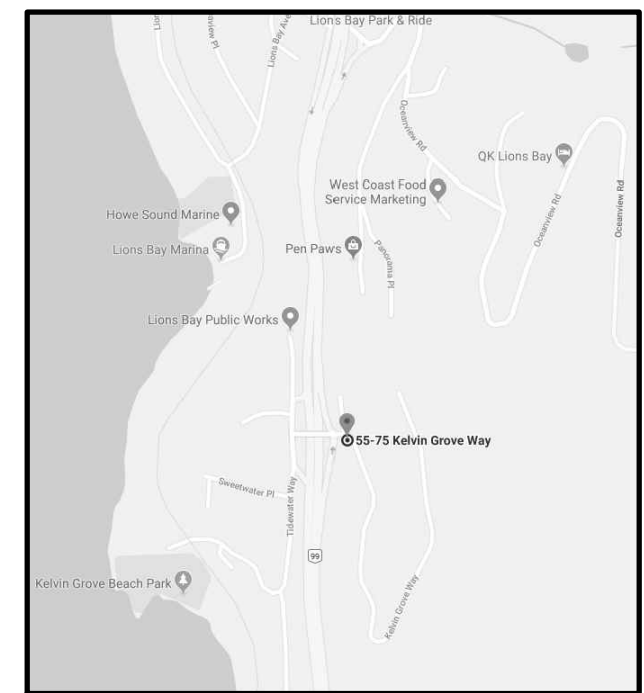 Lions Bay Park & Ride
Lions Bay Ave
Oceanview Rd
QK Lions Bay
West Coast Food
Service Marketing
Oceanview Rd
Oceanview Rd
Howe Sound Marine
Lions Bay Marina
Pen Paws
Panorama Pl
Lions Bay Public Works
55-75 Kelvin Grove Way
Sweetwater Pl
Tidewater Way
99
Kelvin Grove Beach Park
Kelvin Grove Way